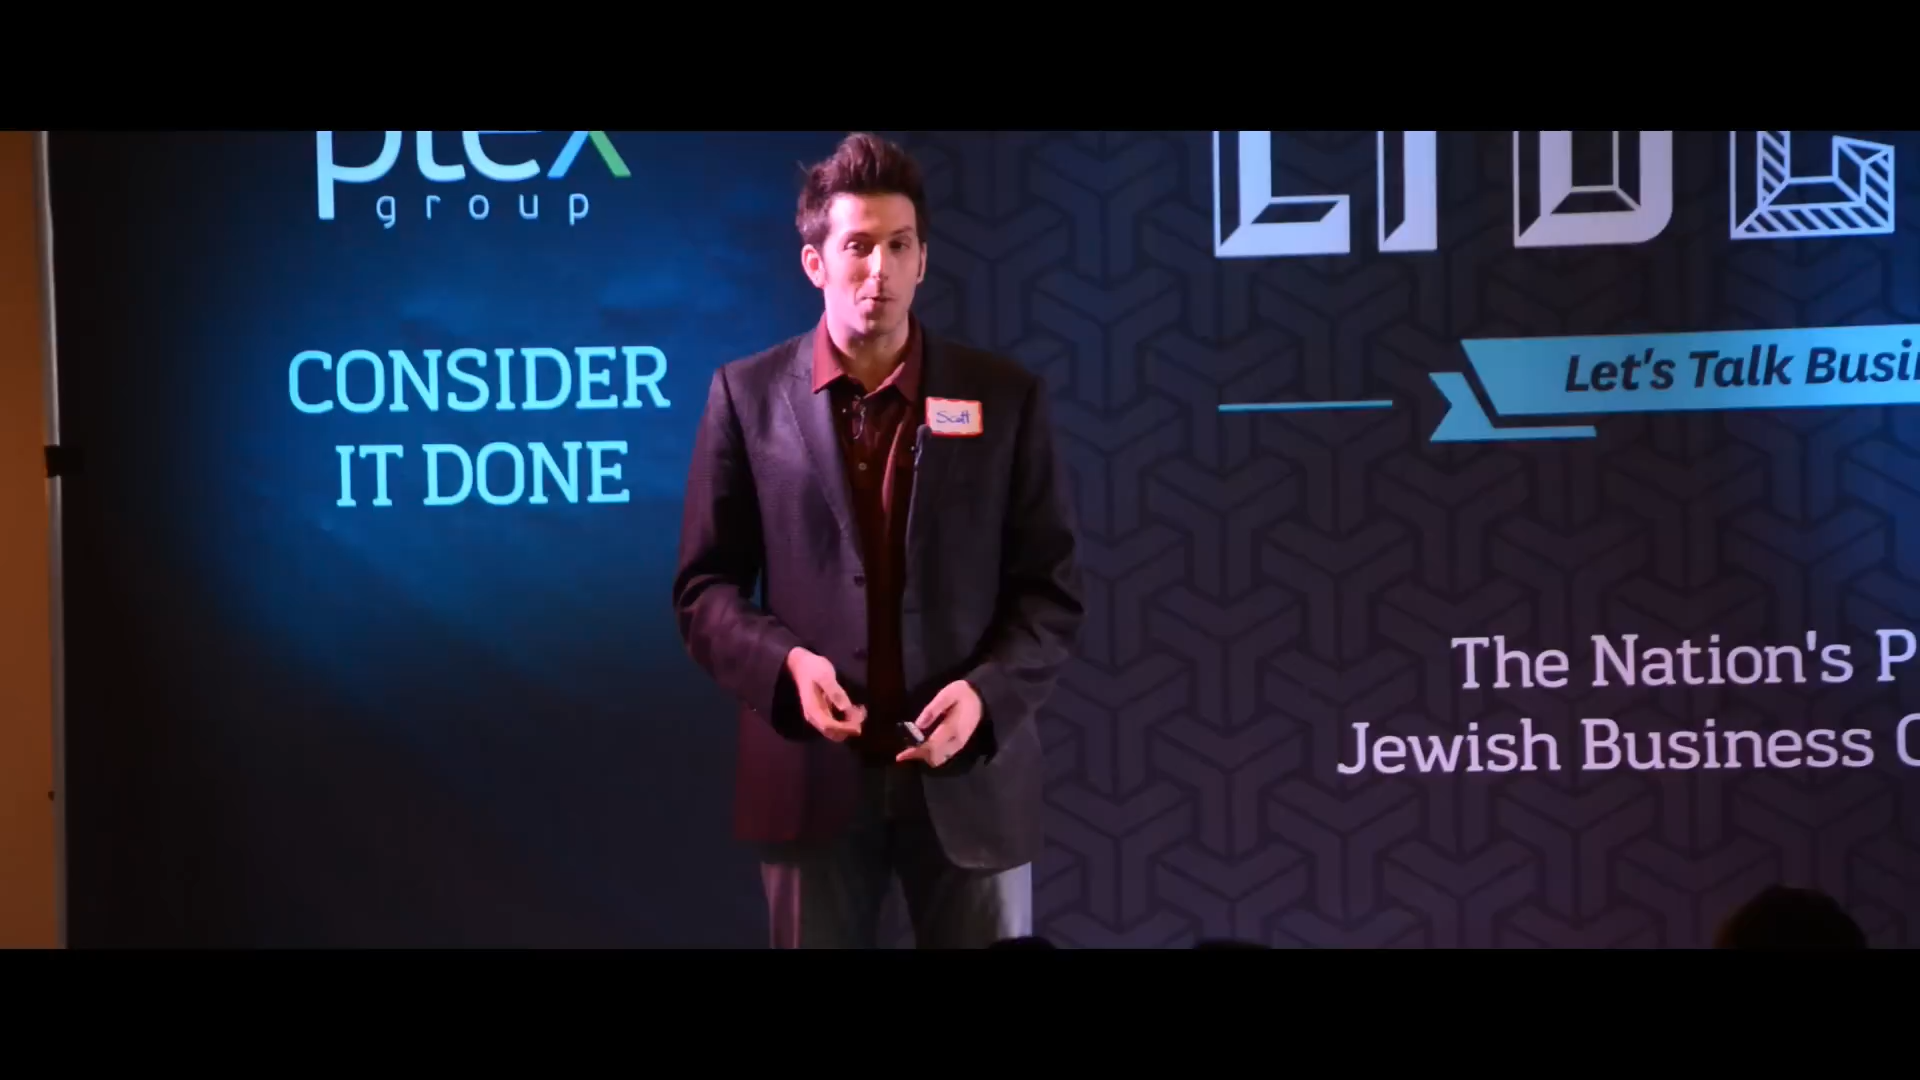 plex
group
CONSIDER
IT DONE
Scott
Let's Talk Busi
The Nation's P
Jewish Business C